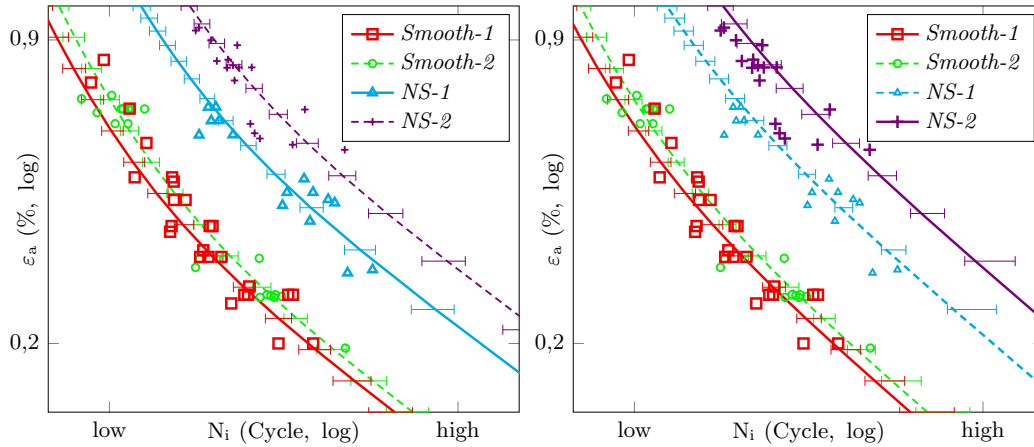 0,9
0,2
εa (%, log)
low
Ni (Cycle, log)
high
Smooth-1
Smooth-2
NS-1
NS-2
0,9
0,2
εa (%, log)
low
Ni (Cycle, log)
high
Smooth-1
Smooth-2
NS-1
NS-2